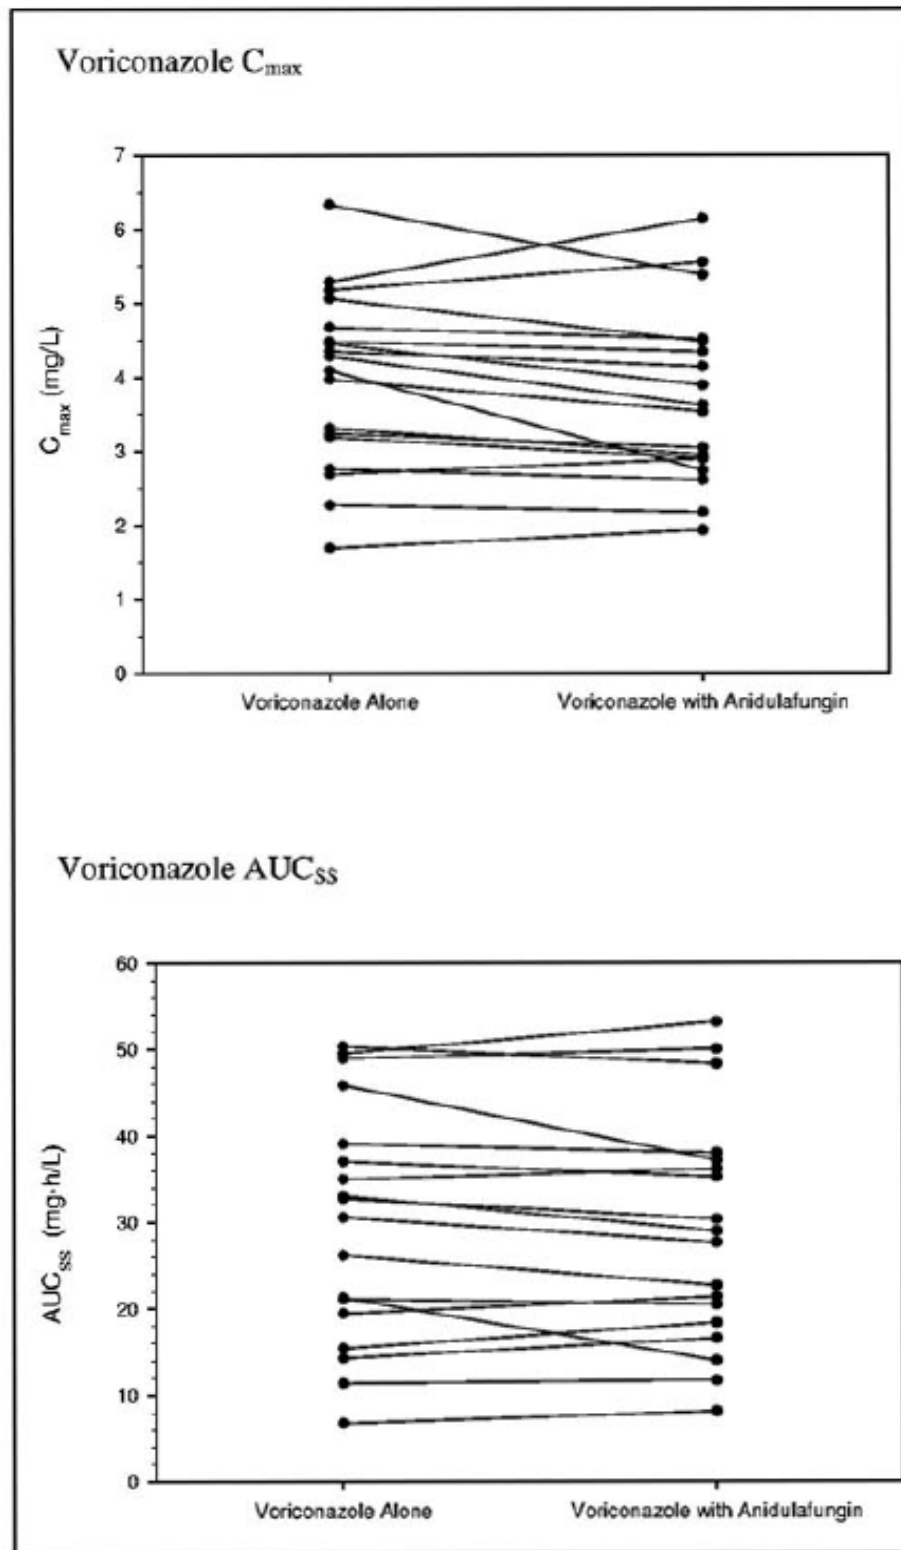 Voriconazole Cmax
7
6
5
4
3
2
1
0
Cmax (mg/L)
Voriconazole Alone
Voriconazole with Anidulafungin
Voriconazole AUCSS
60
50
40
30
20
10
0
AUCSS (mg·h/L)
Voriconazole Alone
Voriconazole with Anidulafungin